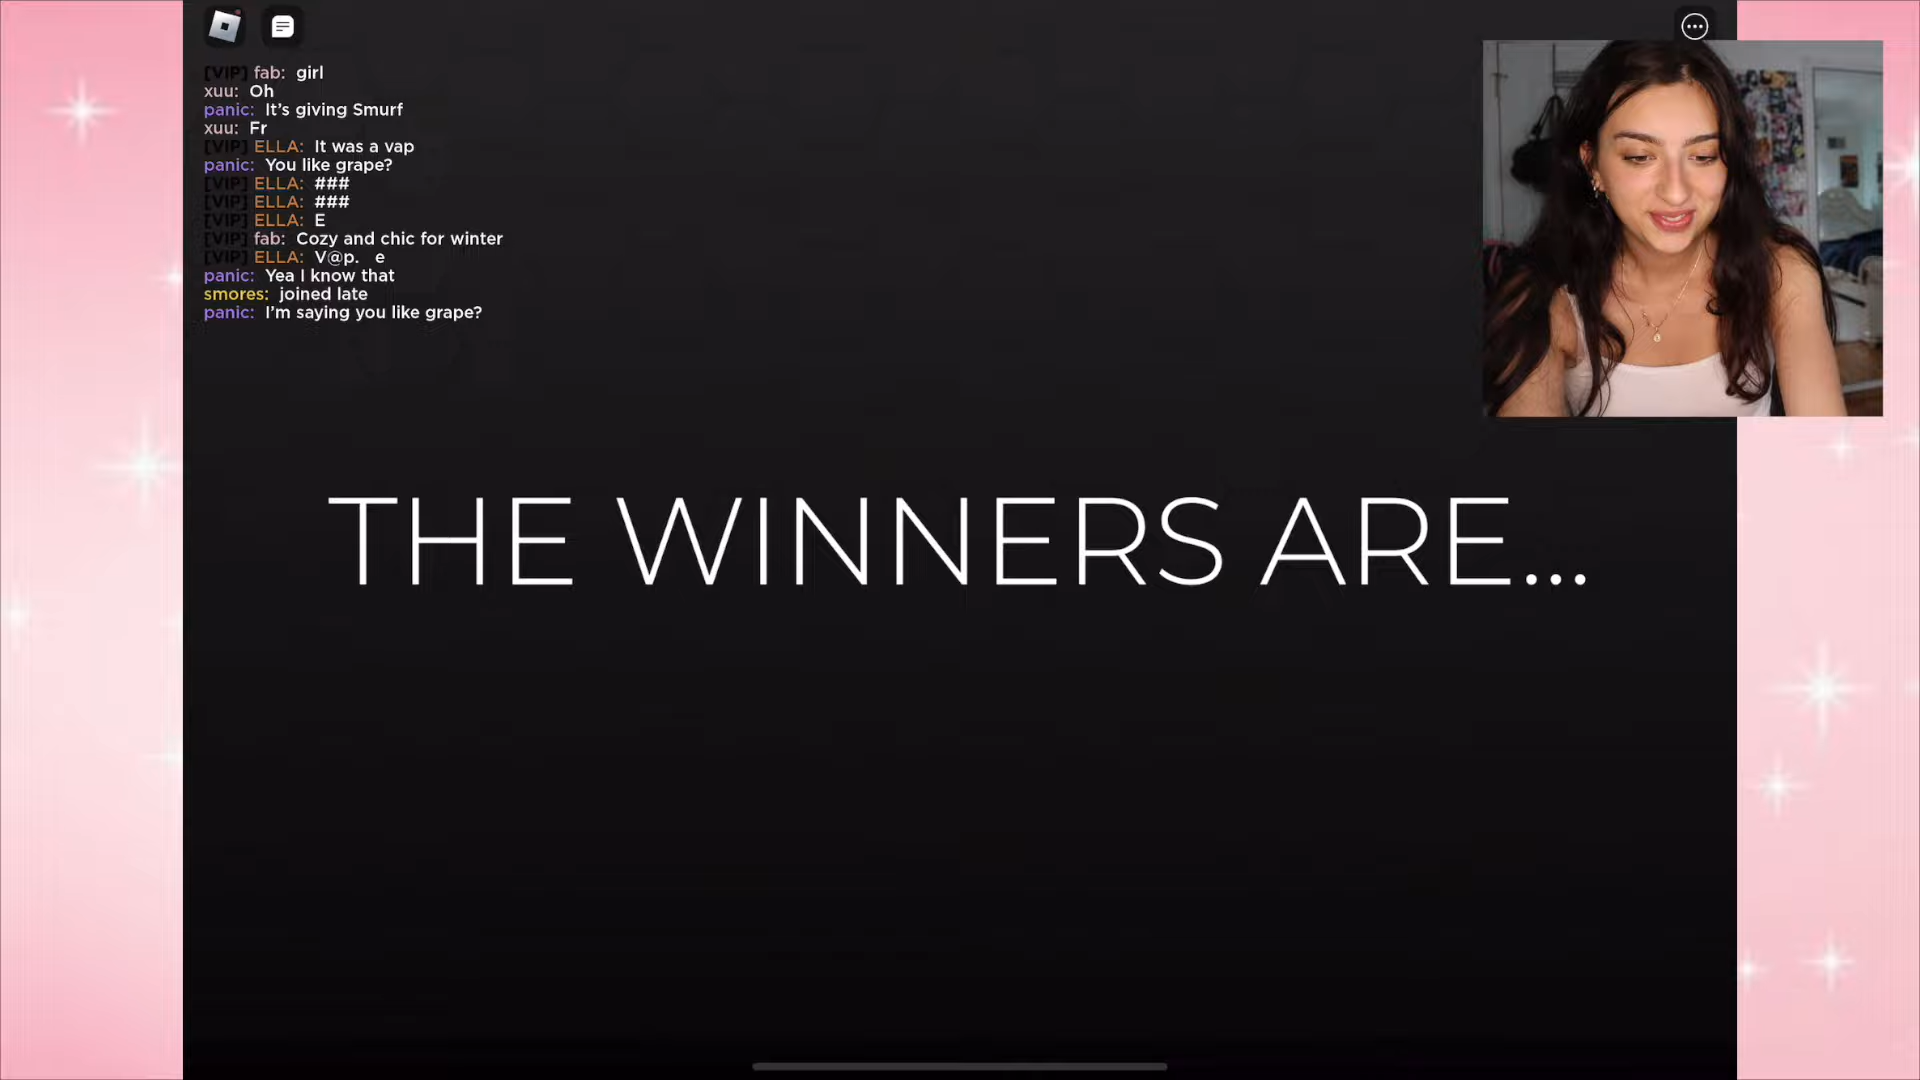 [VIP] fab: girl
xuu: Oh
panic: It's giving Smurf
xuu: Fr
[VIP] ELLA: It was a vap
panic: You like grape?
[VIP] ELLA: ###
[VIP] ELLA: ###
[VIP] ELLA: E
[VIP] fab: Cozy and chic for winter
[VIP] ELLA: V@p. e
panic: Yea I know that
smores: joined late
panic: I'm saying you like grape?
THE WINNERS ARE...